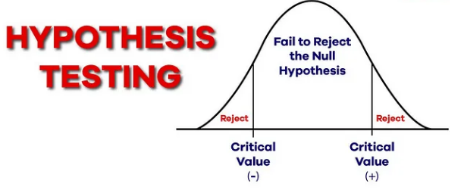 HYPOTHESIS
TESTING
Fail to Reject
the Null
Hypothesis
Reject
Reject
Critical
Value
(-)
Critical
Value
(+)